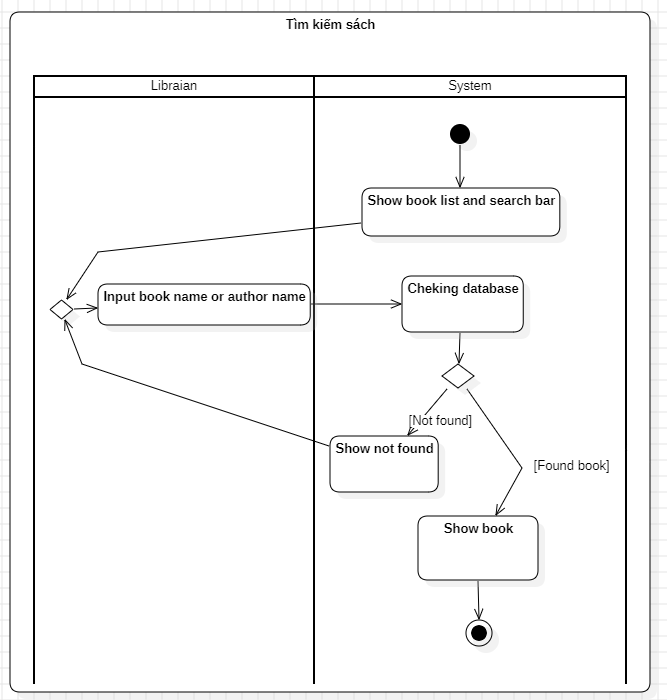 Tìm kiếm sách
Libraian
System
Show book list and search bar
Input book name or author name
Cheking database
[Not found]
Show not found
[Found book]
Show book